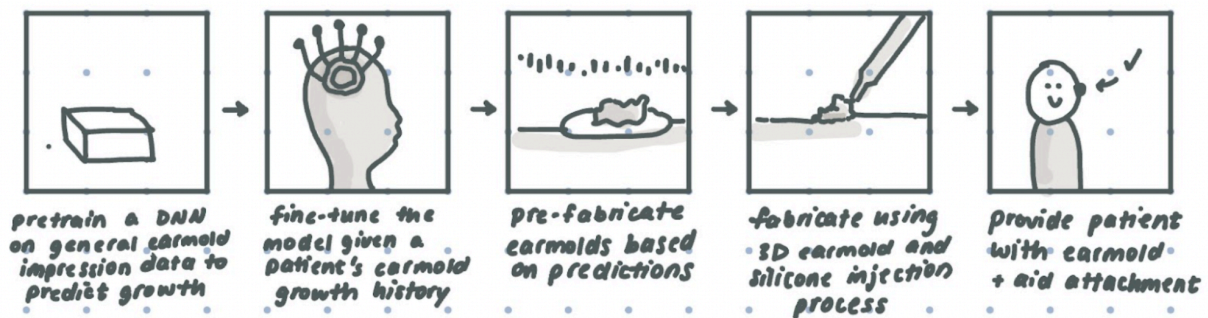 pretrain a DNN
on general earmold
impression data to
predict growth
fine-tune the
model given a
patient's earmold
growth history
pre-fabricate
earmolds based
on predictions
fabricate using
3D earmold and
silicone injection
process
provide patient
with earmold
+ aid attachment